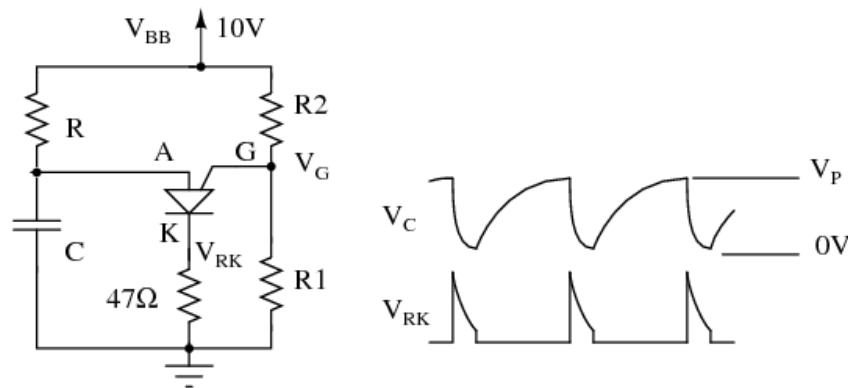 V_BB 10V
R2
R
A G V_G
C
K V_RK
47Ω
R1
V_P
V_C
0V
V_RK